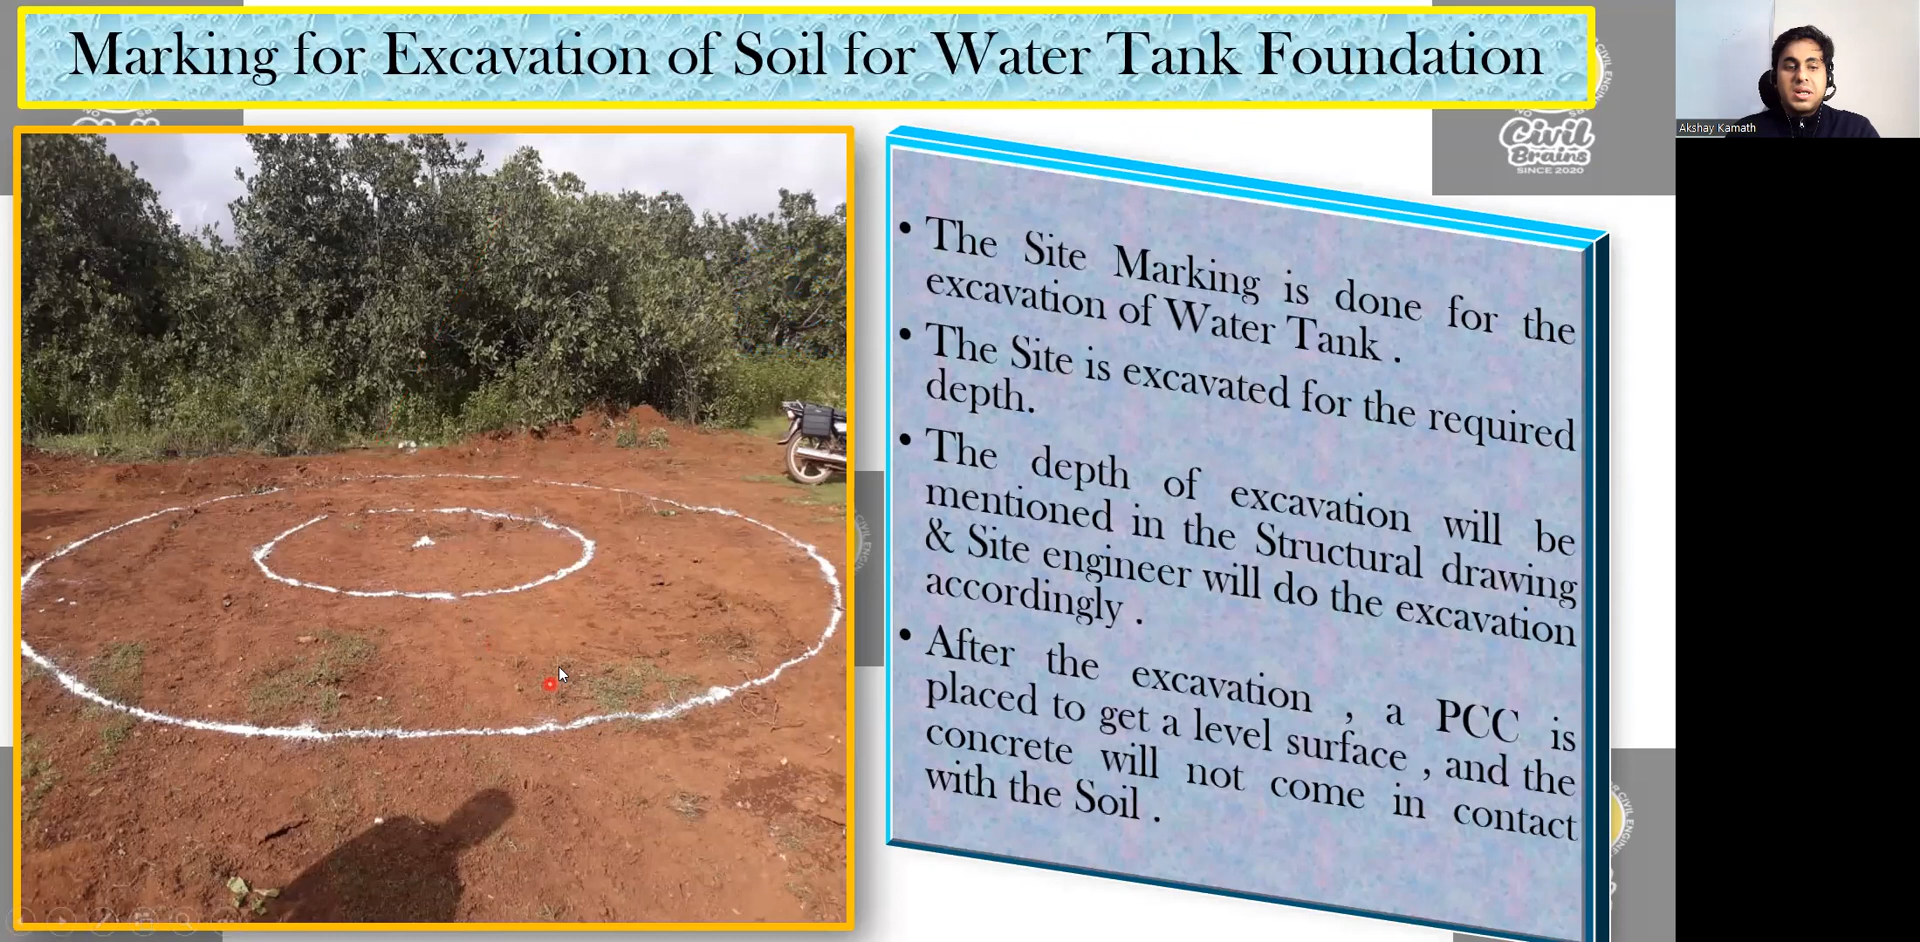 Marking for Excavation of Soil for Water Tank Foundation
Akshay Kamath
Civil
Brains
SINCE 2020
• The Site Marking is done for the
excavation of Water Tank .
• The Site is excavated for the required
depth.
• The depth of excavation will be
mentioned in the Structural drawing
& Site engineer will do the excavation
accordingly .
• After the excavation , a PCC is
placed to get a level surface , and the
concrete will not come in contact
with the Soil .